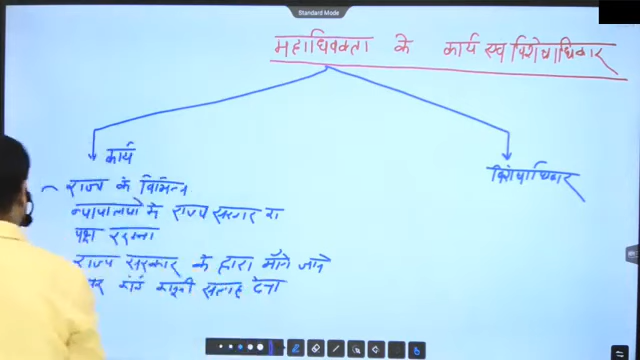 Standard Mode
महाधिवक्ता के कार्य एवं विशेषाधिकार
कार्य
विशेषाधिकार
राज्य के विभिन्न
न्यायालयो में राज्य सरकार का
पक्ष रखना
राज्य सरकार के द्वारा माँगे जाने
पर कानूनी सलाह देना